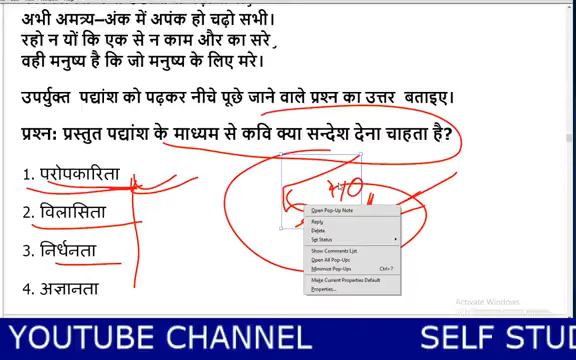 अभी अमत्र्य–अंक में अपंक हो चढ़ो सभी।
रहो न यों कि एक से न काम और का सरे,
वही मनुष्य है कि जो मनुष्य के लिए मरे।
उपर्युक्त पद्यांश को पढ़कर नीचे पूछे जाने वाले प्रश्न का उत्तर बताइए।
प्रश्न: प्रस्तुत पद्यांश के माध्यम से कवि क्या सन्देश देना चाहता है?
1. परोपकारिता
2. विलासिता
3. निर्धनता
4. अज्ञानता
Open Pop-Up Note
Reply
Delete
Set Status
Show Comments List
Open All Pop-Ups
Minimize Pop-Ups Ctrl+7
Make Current Properties Default
Properties...
Activate Windows
YOUTUBE CHANNEL SELF STUD